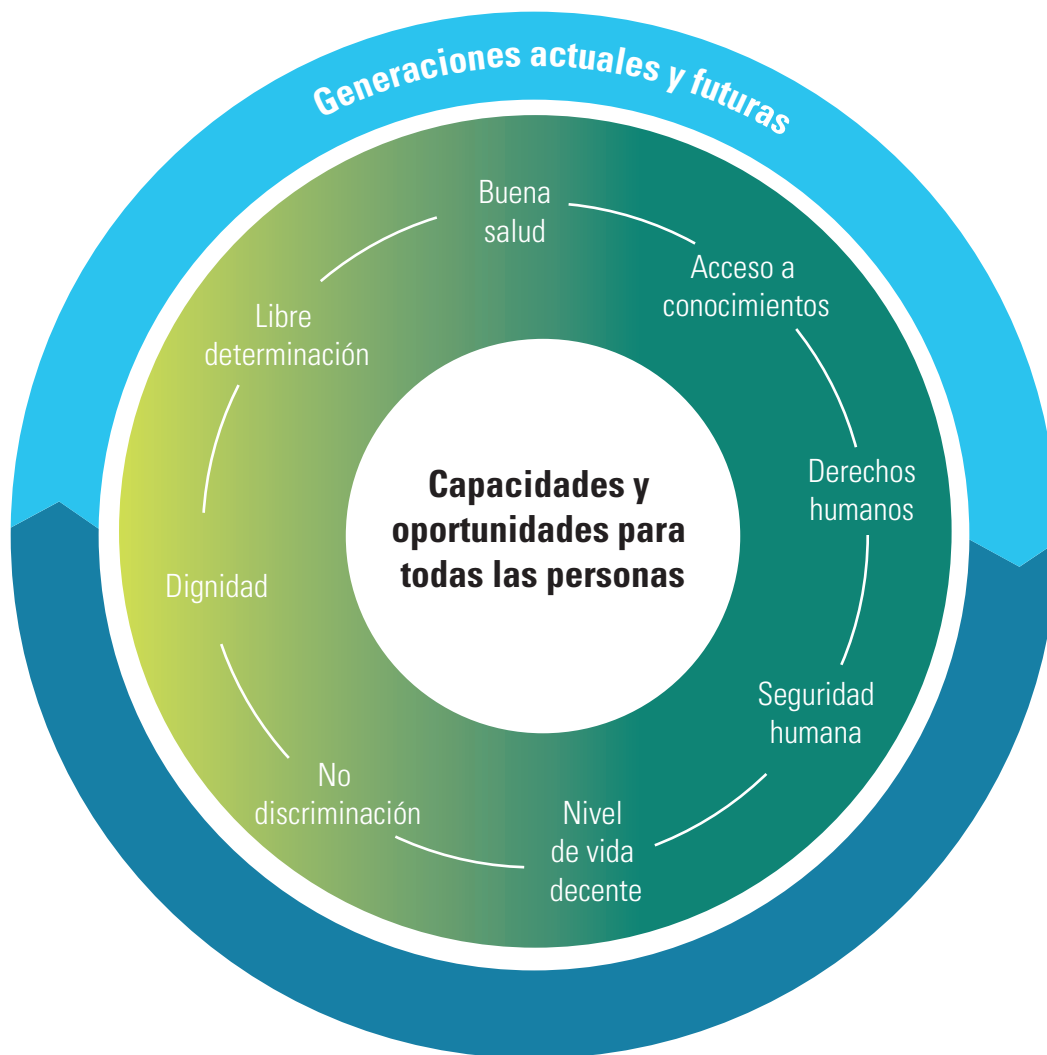 Generaciones actuales y futuras
Buena
salud
Acceso a
conocimientos
Derechos
humanos
Seguridad
humana
Nivel
de vida
decente
No
discriminación
Dignidad
Libre
determinación
Capacidades y
oportunidades para
todas las personas